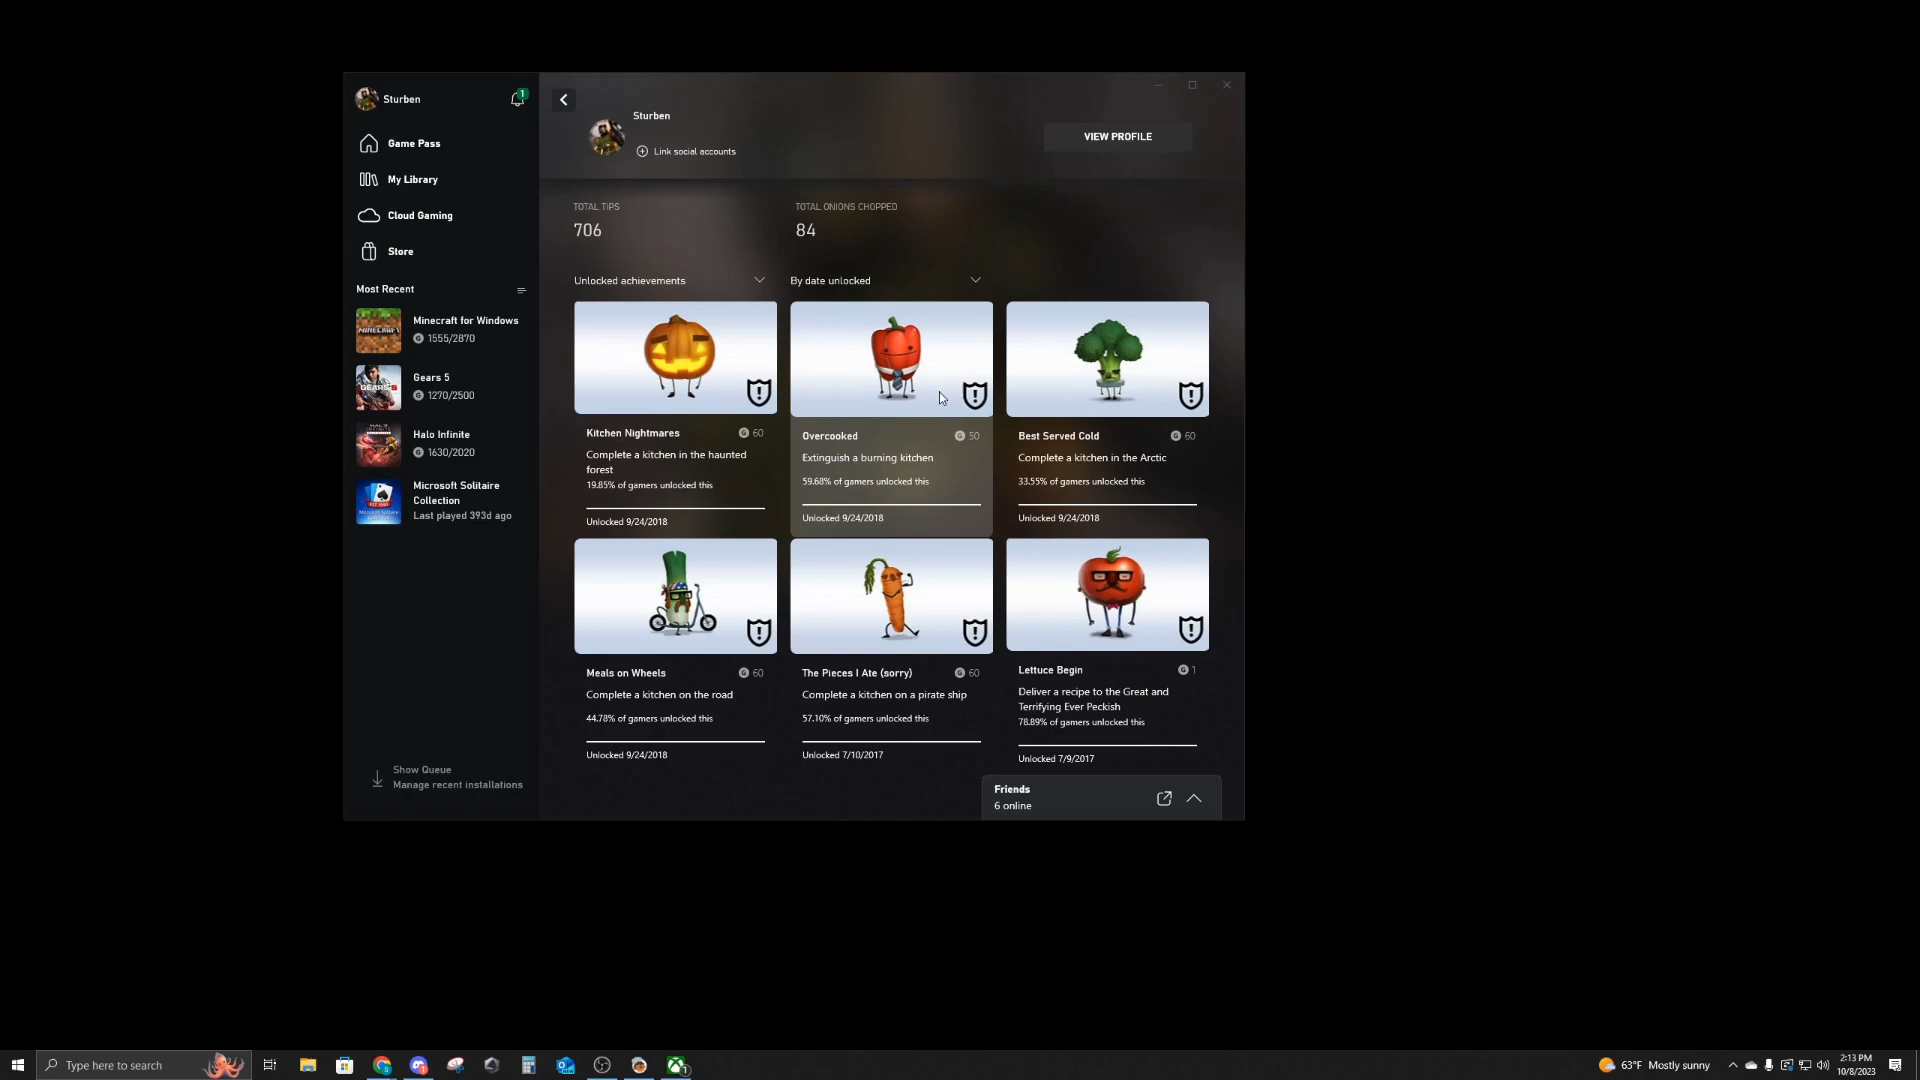 Sturben
1
Game Pass
My Library
Cloud Gaming
Store
Most Recent
Minecraft for Windows
1555/2870
Gears 5
1270/2500
Halo Infinite
1630/2020
Microsoft Solitaire
Collection
Last played 393d ago
Show Queue
Manage recent installations
Sturben
Link social accounts
VIEW PROFILE
TOTAL TIPS
706
TOTAL ONIONS CHOPPED
84
Unlocked achievements
By date unlocked
Kitchen Nightmares
G 60
Complete a kitchen in the haunted
forest
19.85% of gamers unlocked this
Unlocked 9/24/2018
Overcooked
G 50
Extinguish a burning kitchen
59.68% of gamers unlocked this
Unlocked 9/24/2018
Best Served Cold
G 60
Complete a kitchen in the Arctic
33.55% of gamers unlocked this
Unlocked 9/24/2018
Meals on Wheels
G 60
Complete a kitchen on the road
44.78% of gamers unlocked this
Unlocked 9/24/2018
The Pieces I Ate (sorry)
G 60
Complete a kitchen on a pirate ship
57.10% of gamers unlocked this
Unlocked 7/10/2017
Lettuce Begin
G 1
Deliver a recipe to the Great and
Terrifying Ever Peckish
78.89% of gamers unlocked this
Unlocked 7/9/2017
Friends
6 online
Type here to search
63°F Mostly sunny
2:13 PM
10/8/2023